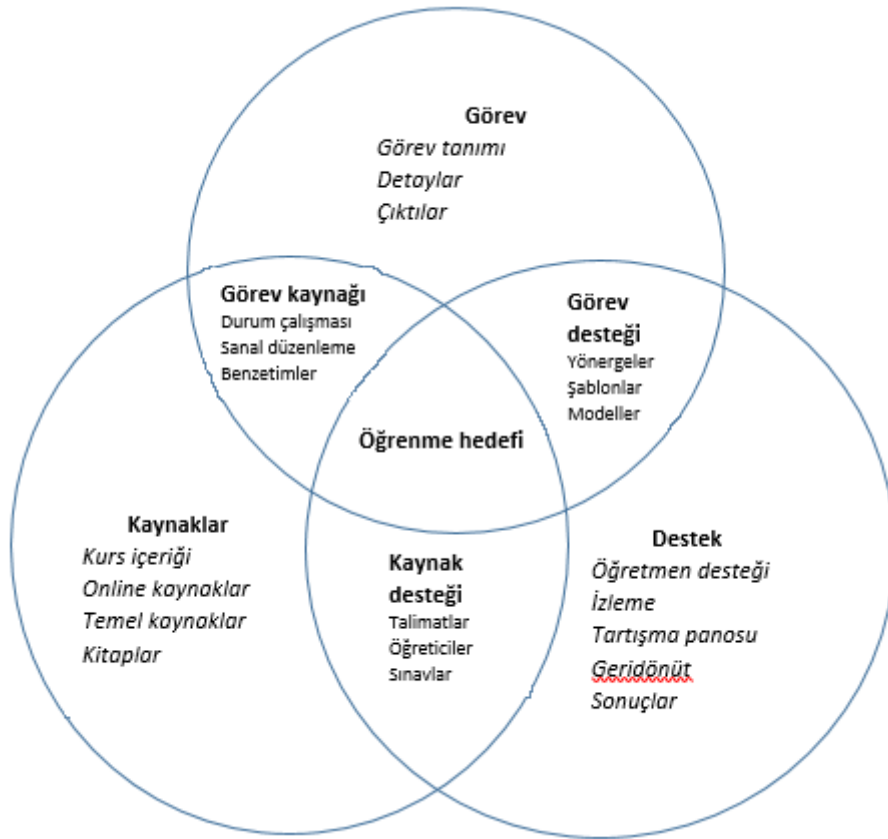 Görev
Görev tanımı
Detaylar
Çıktılar
Görev kaynağı
Durum çalışması
Sanal düzenleme
Benzetimler
Görev
desteği
Yönergeler
Şablonlar
Modeller
Öğrenme hedefi
Kaynaklar
Kurs içeriği
Online kaynaklar
Temel kaynaklar
Kitaplar
Kaynak
desteği
Talimatlar
Öğreticiler
Sınavlar
Destek
Öğretmen desteği
İzleme
Tartışma panosu
Geridönüt
Sonuçlar